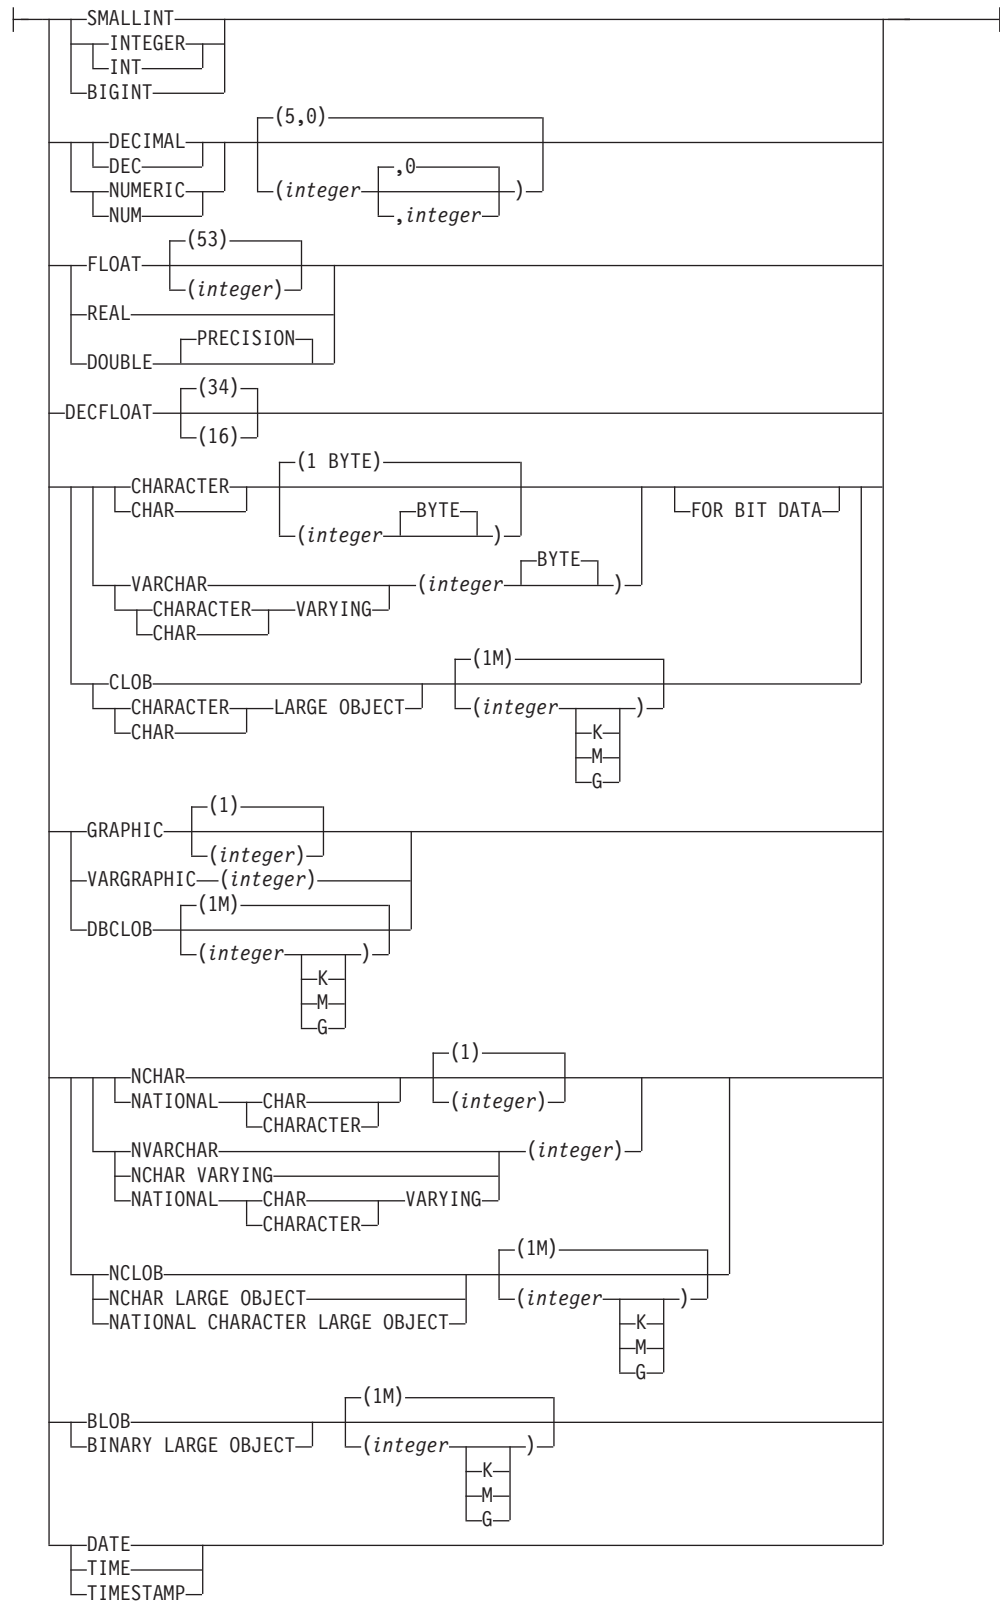 SMALLINT
INTEGER
INT
BIGINT
(5,0)
DECIMAL
DEC
,0
NUMERIC (integer )
NUM ,integer
(53)
FLOAT
(integer)
REAL
PRECISION
DOUBLE
(34)
DECFLOAT
(16)
(1 BYTE)
CHARACTER
CHAR BYTE FOR BIT DATA
(integer )
BYTE
VARCHAR (integer )
CHARACTER VARYING
CHAR
(1M)
CLOB
CHARACTER LARGE OBJECT (integer )
CHAR K
M
G
(1)
GRAPHIC
(integer)
VARGRAPHIC (integer)
(1M)
DBCLOB
(integer )
K
M
G
(1)
NCHAR
NATIONAL CHAR (integer)
CHARACTER
NVARCHAR (integer)
NCHAR VARYING
NATIONAL CHAR VARYING
CHARACTER
(1M)
NCLOB
NCHAR LARGE OBJECT (integer )
NATIONAL CHARACTER LARGE OBJECT K
M
G
(1M)
BLOB
BINARY LARGE OBJECT (integer )
K
M
G
DATE
TIME
TIMESTAMP